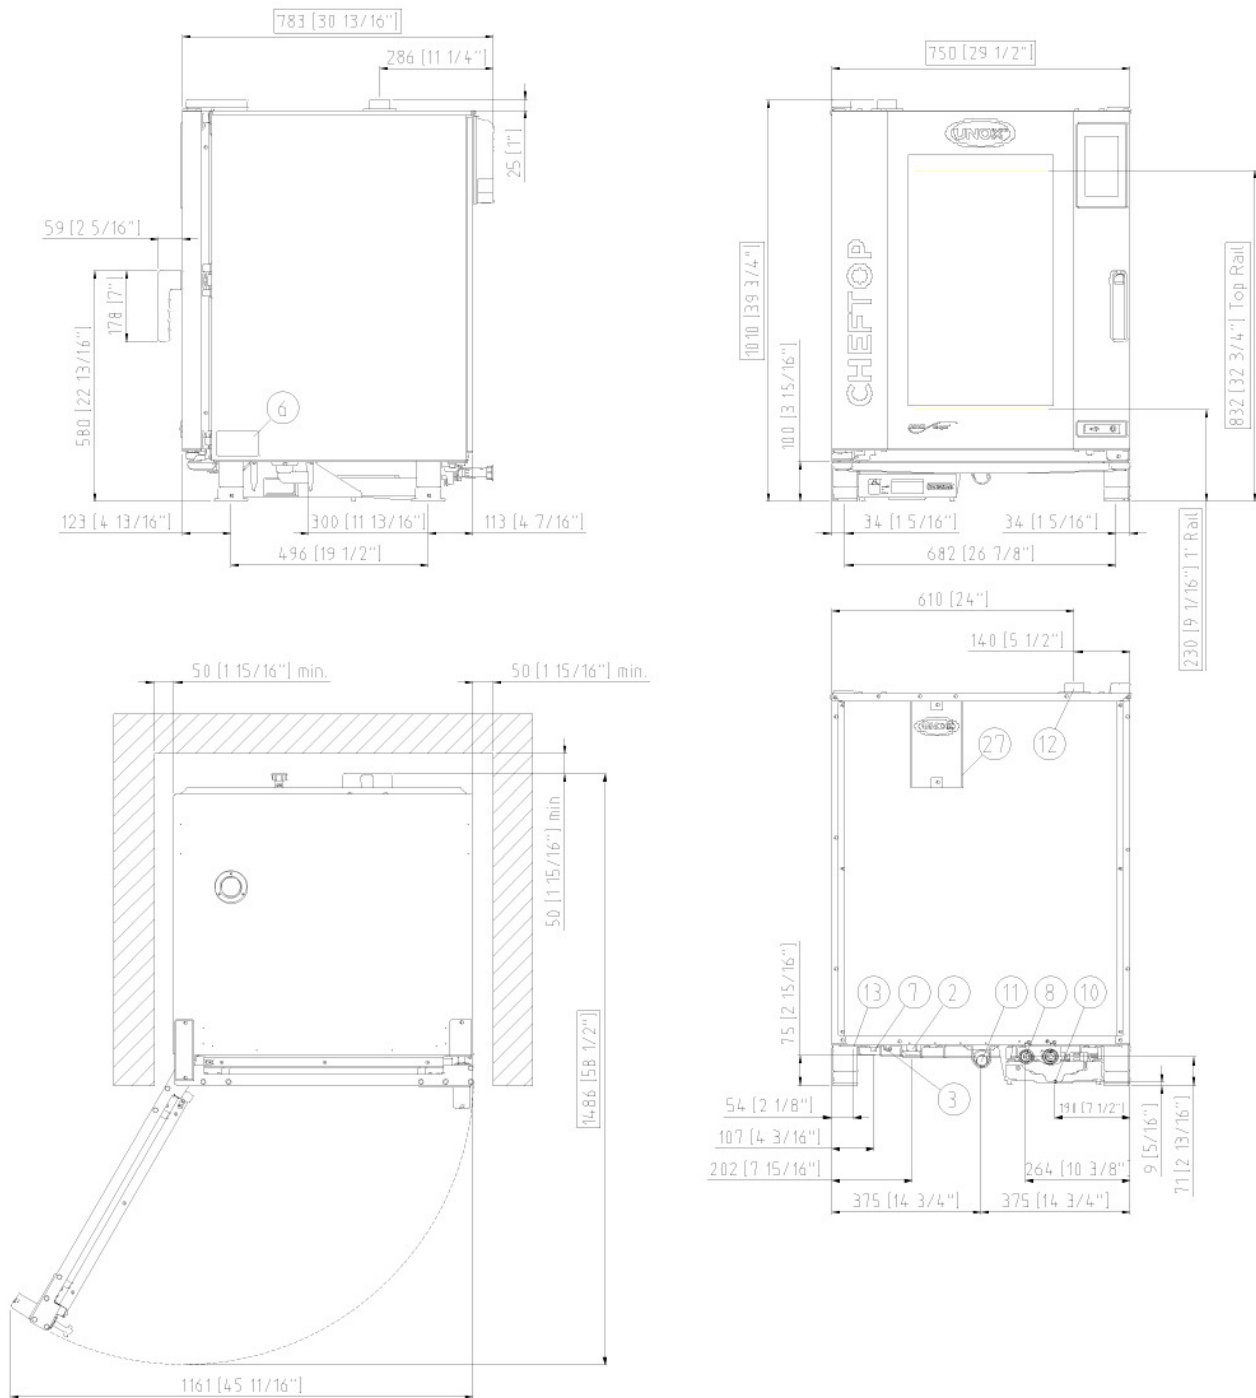 783 [30 13/16"]
286 [11 1/4"]
25 [1"]
59 [2 5/16"]
178 [7"]
580 [22 13/16"]
6
123 [4 13/16"]
300 [11 13/16"]
113 [4 7/16"]
496 [19 1/2"]
750 [29 1/2"]
UNOX
CHEFTOP
1010 [39 3/4"]
100 [3 15/16"]
832 [32 3/4"] Top Rail
34 [1 5/16"]
34 [1 5/16"]
682 [26 7/8"]
230 [9 1/16"] 1' Rail
50 [1 15/16"] min.
50 [1 15/16"] min.
50 [1 15/16"] min
1486 [58 1/2"]
1161 [45 11/16"]
610 [24"]
140 [5 1/2"]
UNOX
27
12
13
7
2
11
8
10
3
75 [2 15/16"]
54 [2 1/8"]
107 [4 3/16"]
202 [7 15/16"]
375 [14 3/4"]
375 [14 3/4"]
264 [10 3/8"]
[7 1/2"]
9 [5/16"]
71 [2 13/16"]